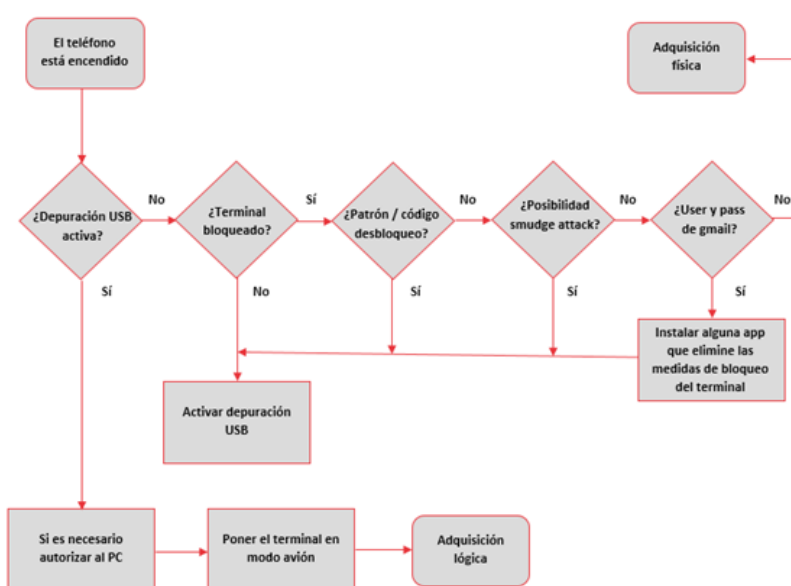 El teléfono
está encendido
Adquisición
física
¿Depuración USB
activa?
No
¿Terminal
bloqueado?
Sí
¿Patrón / código
desbloqueo?
No
¿Posibilidad
smudge attack?
No
¿User y pass
de gmail?
No
Sí
No
Sí
Sí
Sí
Instalar alguna app
que elimine las
medidas de bloqueo
del terminal
Activar depuración
USB
Si es necesario
autorizar al PC
Poner el terminal en
modo avión
Adquisición
lógica